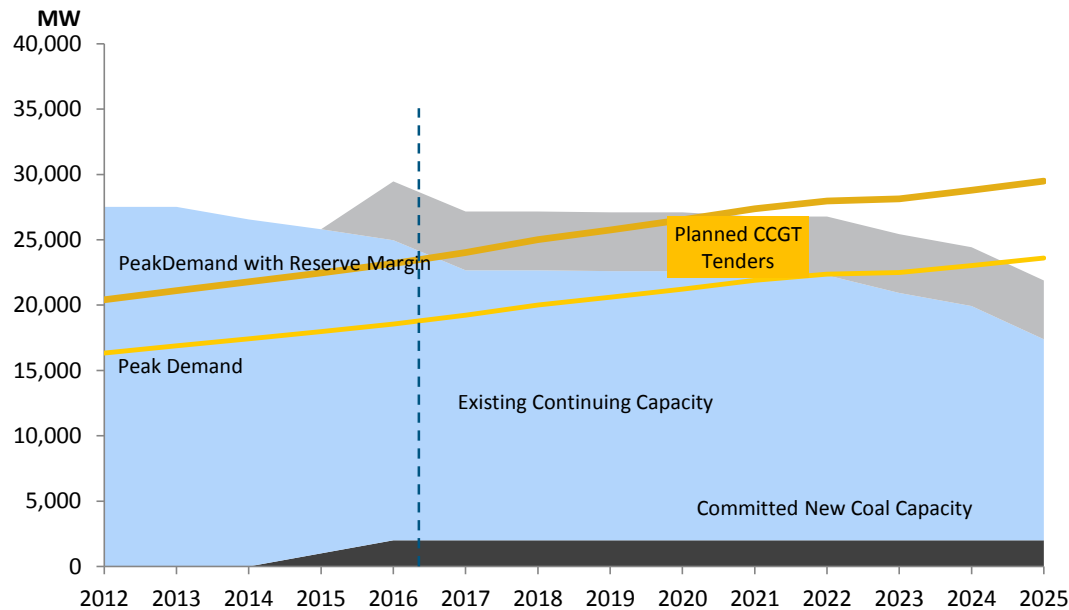 MW
40,000
35,000
30,000
25,000
20,000
15,000
10,000
5,000
0
PeakDemand with Reserve Margin
Peak Demand
Planned CCGT
Tenders
Existing Continuing Capacity
Committed New Coal Capacity
2012 2013 2014 2015 2016 2017 2018 2019 2020 2021 2022 2023 2024 2025